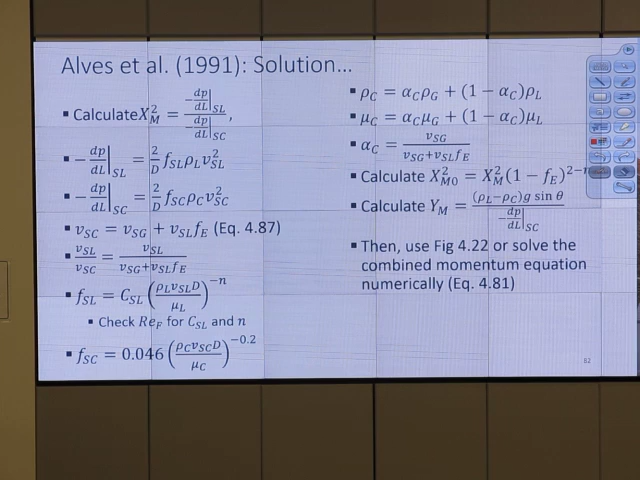 Alves et al. (1991): Solution...
▪ Calculate X_M^2 = (-dp/dL|_SL) / (-dp/dL|_SC),
▪ -dp/dL|_SL = 2/D f_SL ρ_L v_SL^2
▪ -dp/dL|_SC = 2/D f_SC ρ_C v_SC^2
▪ v_SC = v_SG + v_SL f_E (Eq. 4.87)
▪ v_SL/v_SC = v_SL/(v_SG + v_SL f_E)
▪ f_SL = C_SL (ρ_L v_SL D/μ_L)^-n
▪ Check Re_F for C_SL and n
▪ f_SC = 0.046 (ρ_C v_SC D/μ_C)^-0.2
▪ ρ_C = α_C ρ_G + (1 - α_C)ρ_L
▪ μ_C = α_C μ_G + (1 - α_C)μ_L
▪ α_C = v_SG/(v_SG + v_SL f_E)
▪ Calculate X_M0^2 = X_M^2 (1 - f_E)^2-n
▪ Calculate Y_M = ((ρ_L - ρ_C)g sin θ) / (-dp/dL|_SC)
▪ Then, use Fig 4.22 or solve the
combined momentum equation
numerically (Eq. 4.81)